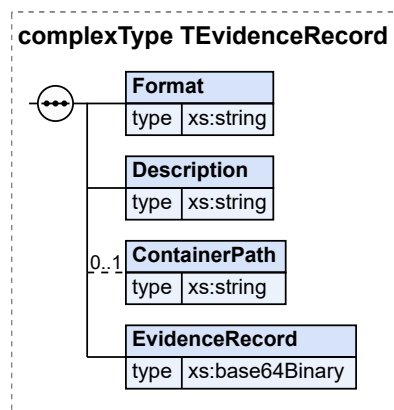 complexType TEvidenceRecord
Format
type xs:string
Description
type xs:string
0..1
ContainerPath
type xs:string
EvidenceRecord
type xs:base64Binary